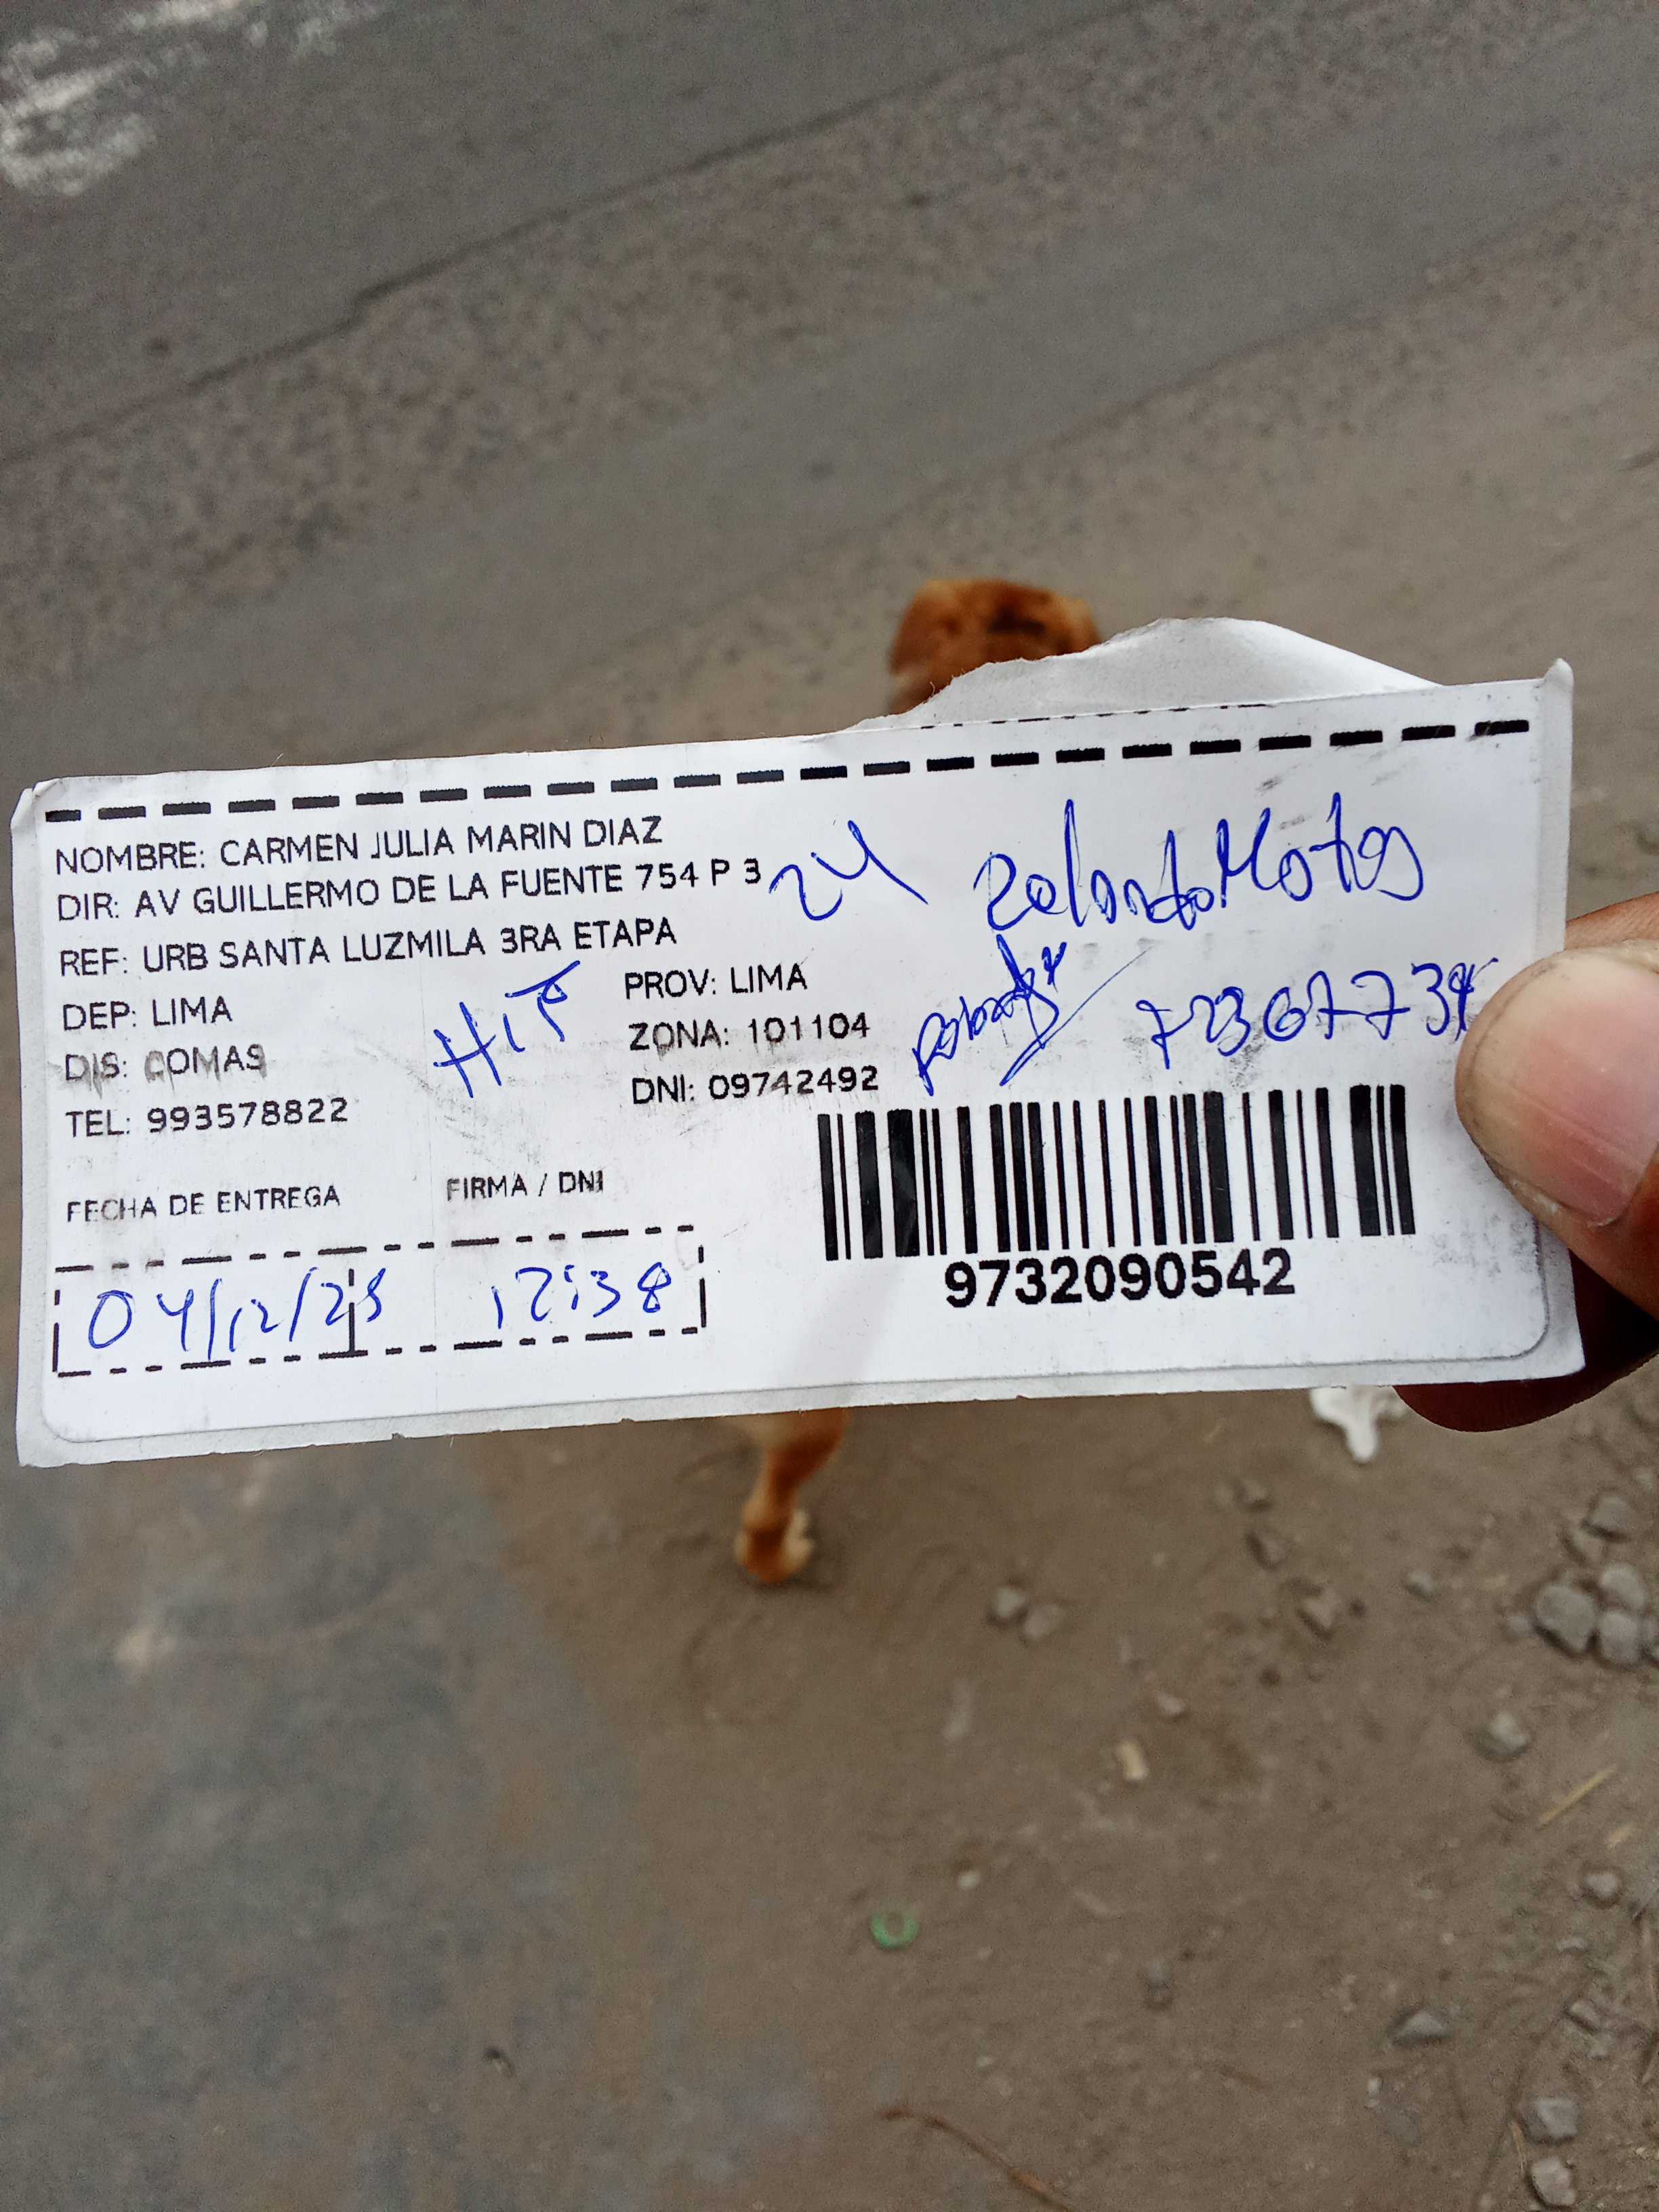 NOMBRE: CARMEN JULIA MARIN DIAZ
DIR: AV GUILLERMO DE LA FUENTE 754 P 3
24
REF: URB SANTA LUZMILA 3RA ETAPA
DEP: LIMA
PROV: LIMA
DIS: COMAS
ZONA: 101104
TEL: 993578822
DNI: 09742492
FECHA DE ENTREGA
FIRMA / DNI
04/12/25 12:38
9732090542